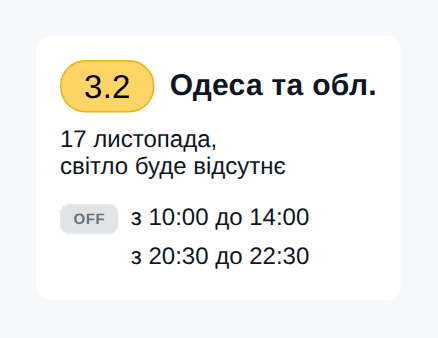 3.2 Одеса та обл.
17 листопада,
світло буде відсутнє
OFF з 10:00 до 14:00
з 20:30 до 22:30